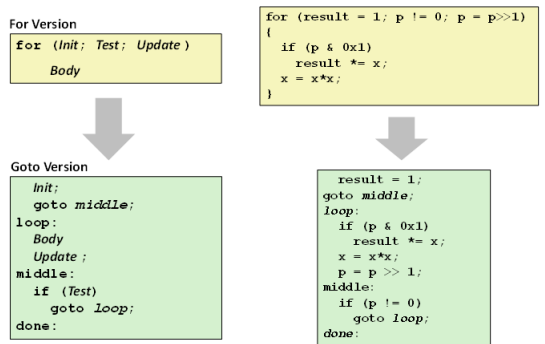 For Version
for (Init; Test; Update )
Body
Goto Version
Init;
goto middle;
loop:
Body
Update ;
middle:
if (Test)
goto loop;
done:
for (result = 1; p != 0; p = p>>1)
{
if (p & 0x1)
result *= x;
x = x*x;
}
result = 1;
goto middle;
loop:
if (p & 0x1)
result *= x;
x = x*x;
p = p >> 1;
middle:
if (p != 0)
goto loop;
done: